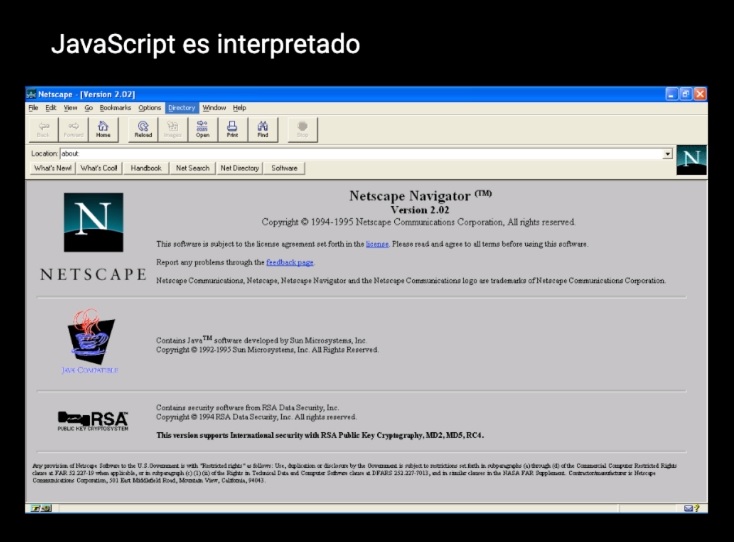 JavaScript es interpretado
Netscape - [Version 2.02]
File Edit View Go Bookmarks Options Directory Window Help
Back Forward Home Reload Images Open Print Find Stop
Location: about:
What's New! What's Cool! Handbook Net Search Net Directory Software
N
Netscape Navigator (TM)
Version 2.02
Copyright © 1994-1995 Netscape Communications Corporation, All rights reserved.
This software is subject to the license agreement set forth in the license. Please read and agree to all terms before using this software.
Report any problems through the feedback page.
Netscape Communications, Netscape, Netscape Navigator and the Netscape Communications logo are trademarks of Netscape Communications Corporation.
N
NETSCAPE
Contains Java™ software developed by Sun Microsystems, Inc.
Copyright © 1992-1995 Sun Microsystems, Inc. All Rights Reserved.
JAVA COMPATIBLE
Contains security software from RSA Data Security, Inc.
Copyright © 1994 RSA Data Security, Inc. All rights reserved.
RSA
PUBLIC KEY CRYPTOSYSTEM
This version supports International security with RSA Public Key Cryptography, MD2, MD5, RC4.
Any provision of Netscape Software to the U.S.Government is with "Restricted rights" as follows: Use, duplication or disclosure by the Government is subject to restrictions set forth in subparagraphs (a) through (d) of the Commercial Computer Restricted Rights
clause at FAR 52.227-19 when applicable, or in subparagraph (c)(1)(ii) of the Rights in Technical Data and Computer Software clause at DFARS 252.227-7013, and in similar clauses in the NASA FAR Supplement. Contractor/manufacturer is Netscape
Communications Corporation, 501 East Middlefield Road, Mountain View, California, 94043.